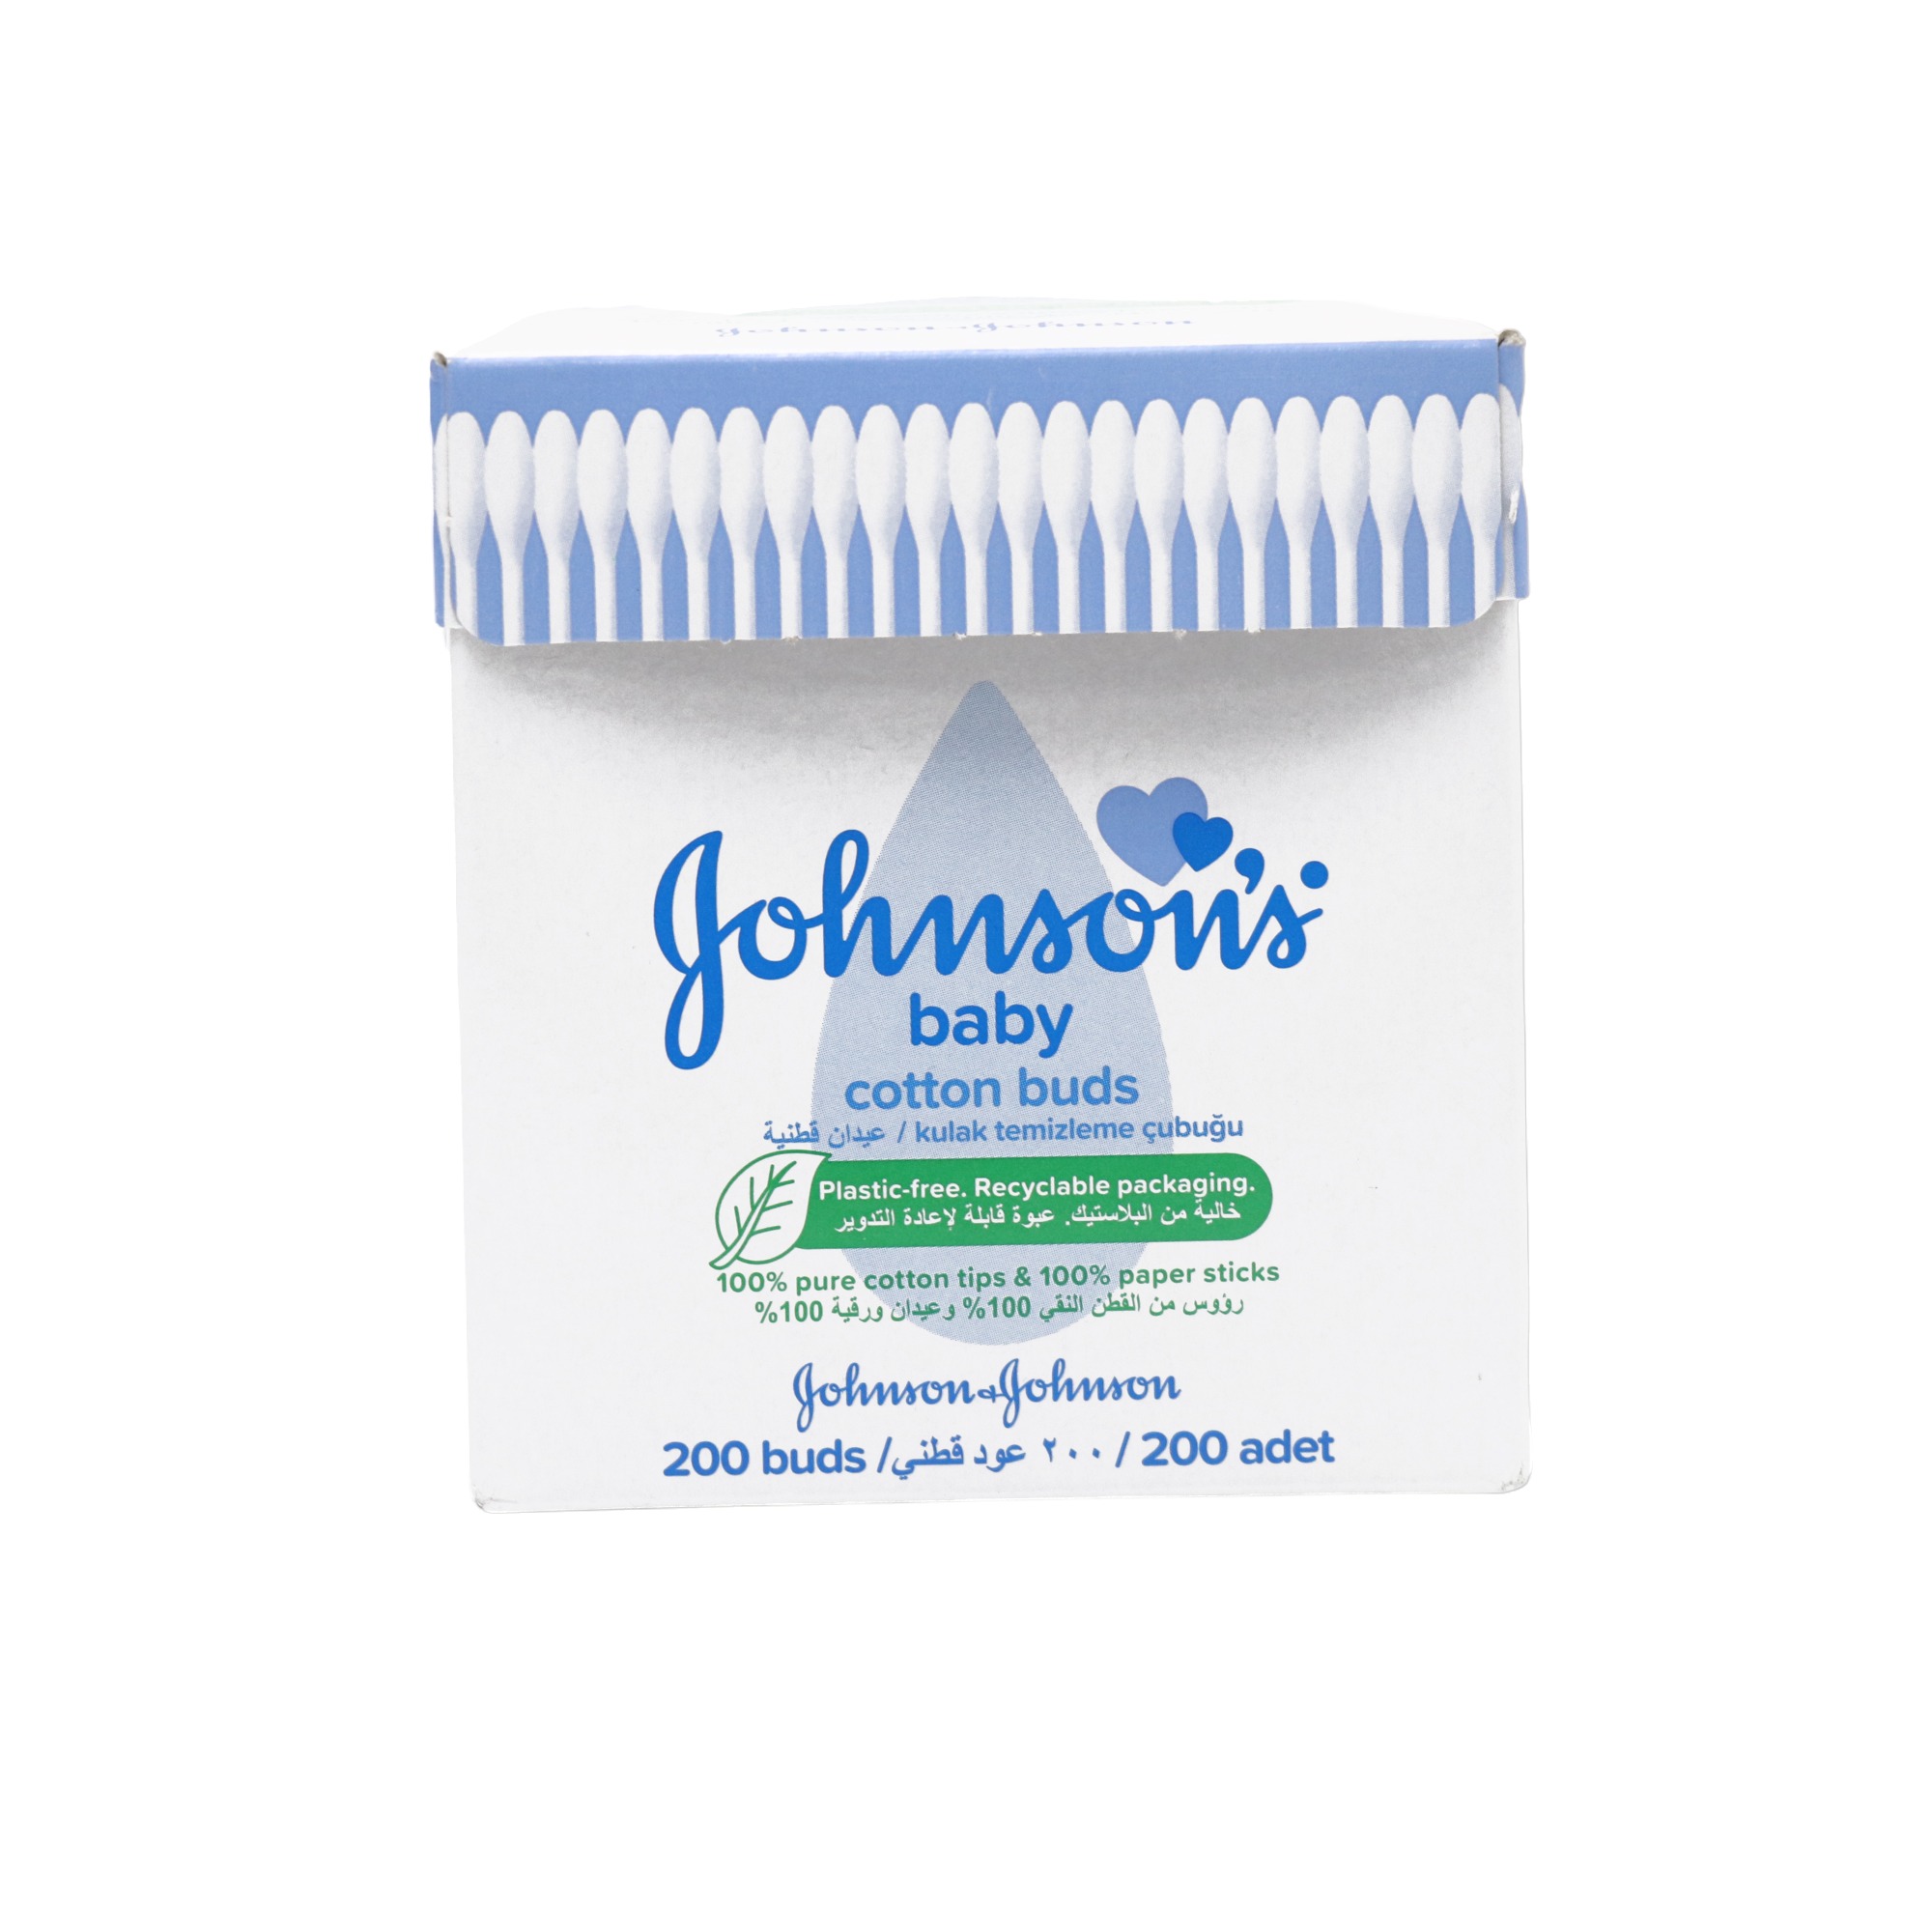 Johnson & Johnson
Johnson's
baby
cotton buds
عيدان قطنية / kulak temizleme çubuğu
Plastic-free. Recyclable packaging.
خالية من البلاستيك. عبوة قابلة لإعادة التدوير
100% pure cotton tips & 100% paper sticks
رؤوس من القطن النقي 100% وعيدان ورقية 100%
Johnson & Johnson
200 buds / ٢٠٠ عود قطني / 200 adet